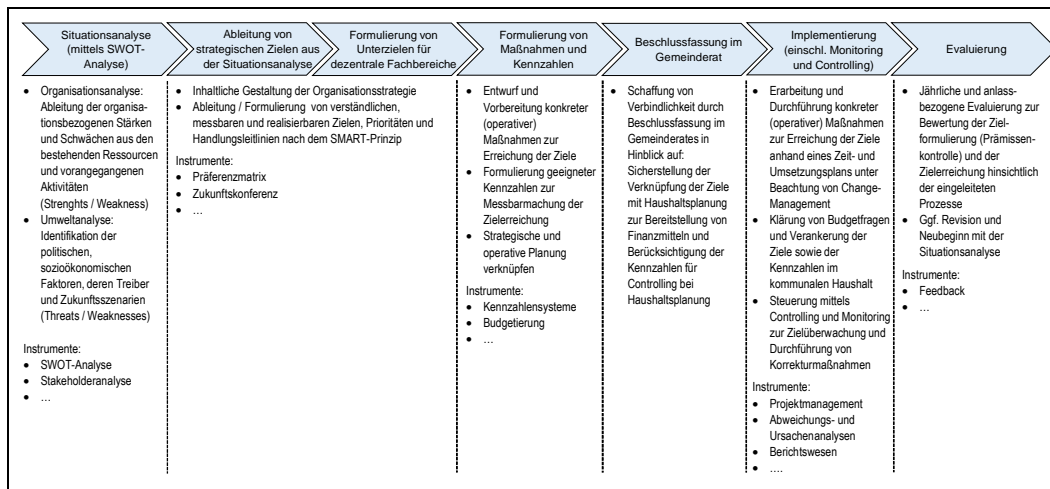 Situationsanalyse
(mittels SWOT-
Analyse)
Ableitung von
strategischen Zielen aus
der Situationsanalyse
Formulierung von
Unterzielen für
dezentrale Fachbereiche
Formulierung von
Maßnahmen und
Kennzahlen
Beschlussfassung im
Gemeinderat
Implementierung
(einschl. Monitoring
und Controlling)
Evaluierung
• Organisationsanalyse:
Ableitung der organisa-
tionsbezogenen Stärken
und Schwächen aus den
bestehenden Ressourcen
und vorangegangenen
Aktivitäten
(Strenghts / Weakness)
• Umweltanalyse:
Identifikation der
politischen,
sozioökonomischen
Faktoren, deren Treiber
und Zukunftsszenarien
(Threats / Weaknesses)
Instrumente:
• SWOT-Analyse
• Stakeholderanalyse
• …
• Inhaltliche Gestaltung der Organisationsstrategie
• Ableitung / Formulierung von verständlichen,
messbaren und realisierbaren Zielen, Prioritäten und
Handlungsleitlinien nach dem SMART-Prinzip
Instrumente:
• Präferenzmatrix
• Zukunftskonferenz
• …
• Entwurf und
Vorbereitung konkreter
(operativer)
Maßnahmen zur
Erreichung der Ziele
• Formulierung geeigneter
Kennzahlen zur
Messbarmachung der
Zielerreichung
• Strategische und
operative Planung
verknüpfen
Instrumente:
• Kennzahlensysteme
• Budgetierung
• …
• Schaffung von
Verbindlichkeit durch
Beschlussfassung im
Gemeinderates in
Hinblick auf:
Sicherstellung der
Verknüpfung der Ziele
mit Haushaltsplanung
zur Bereitstellung von
Finanzmitteln und
Berücksichtigung der
Kennzahlen für
Controlling bei
Haushaltsplanung
• Erarbeitung und
Durchführung konkreter
(operativer) Maßnahmen
zur Erreichung der Ziele
anhand eines Zeit- und
Umsetzungsplans unter
Beachtung von Change-
Management
• Klärung von Budgetfragen
und Verankerung der
Ziele sowie der
Kennzahlen im
kommunalen Haushalt
• Steuerung mittels
Controlling und Monitoring
zur Zielüberwachung und
Durchführung von
Korrekturmaßnahmen
Instrumente:
• Projektmanagement
• Abweichungs- und
Ursachenanalysen
• Berichtswesen
• ….
• Jährliche und anlass-
bezogene Evaluierung zur
Bewertung der Ziel-
formulierung (Prämissen-
kontrolle) und der
Zielerreichung hinsichtlich
der eingeleiteten
Prozesse
• Ggf. Revision und
Neubeginn mit der
Situationsanalyse
Instrumente:
• Feedback
• …